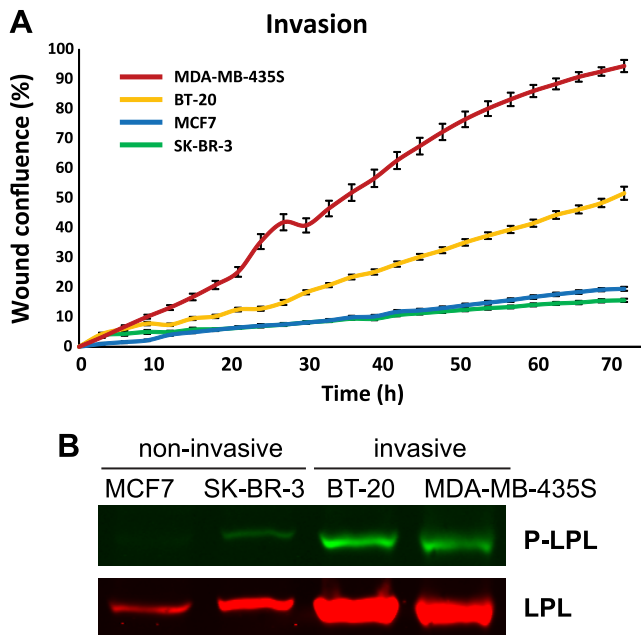 A
Invasion
Wound confluence (%)
100
90
80
70
60
50
40
30
20
10
0
MDA-MB-435S
BT-20
MCF7
SK-BR-3
0 10 20 30 40 50 60 70
Time (h)
B
non-invasive invasive
MCF7 SK-BR-3 BT-20 MDA-MB-435S
P-LPL
LPL